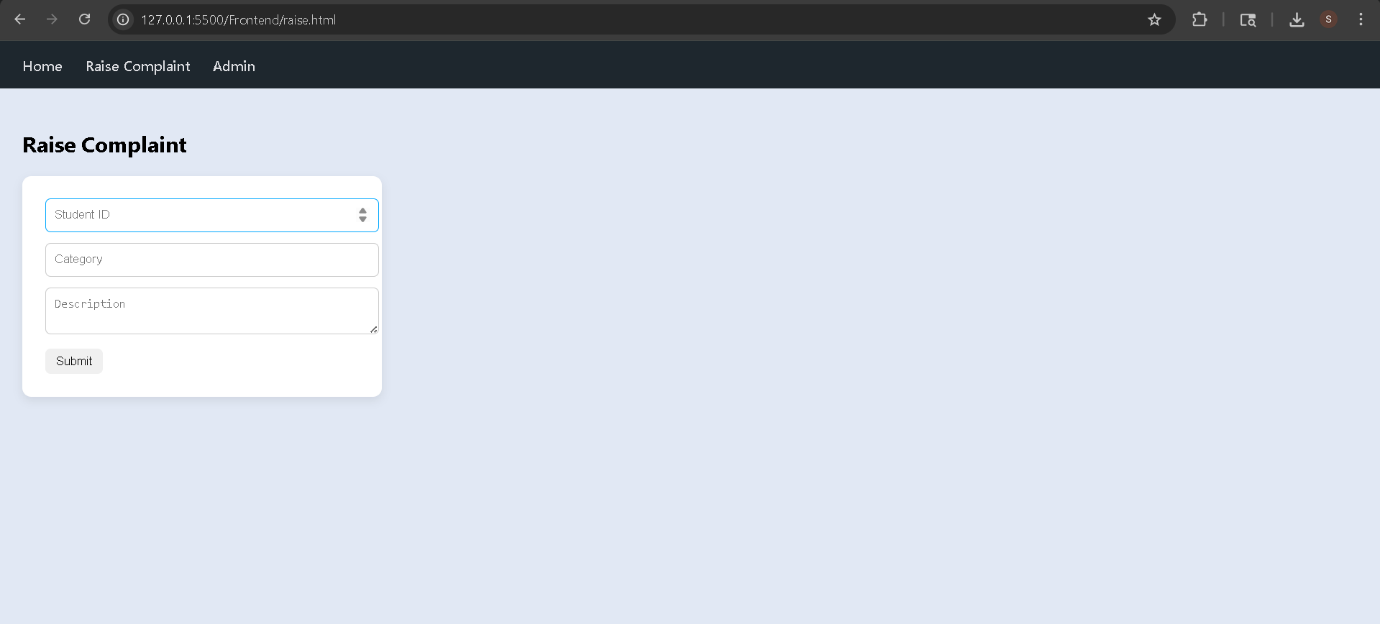 127.0.0.1:5500/Frontend/raise.html
S
Home Raise Complaint Admin
Raise Complaint
Student ID
Category
Description
Submit